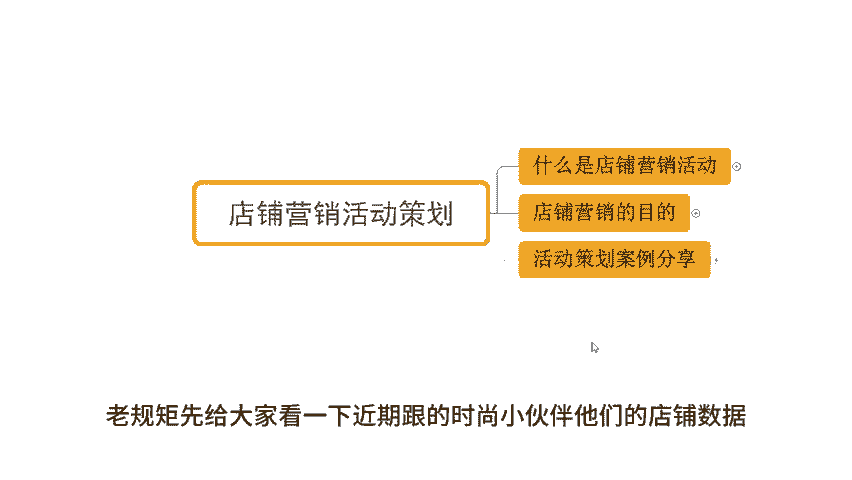 店铺营销活动策划
什么是店铺营销活动
店铺营销的目的
活动策划案例分享
老规矩先给大家看一下近期跟的时尚小伙伴他们的店铺数据